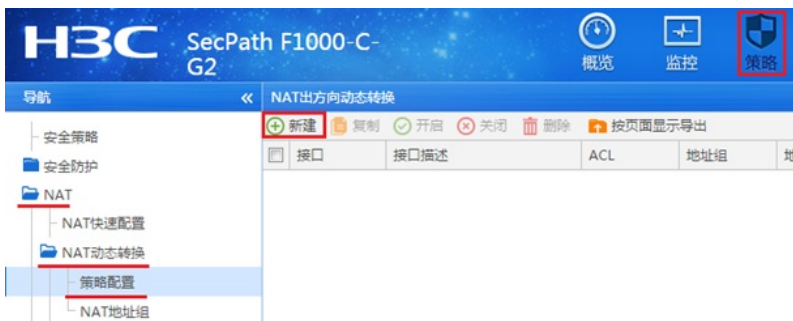 H3C SecPath F1000-C-G2
概览
监控
策略
导航 «
NAT出方向动态转换
新建 复制 开启 关闭 删除 按页面显示导出
接口 接口描述 ACL 地址组
安全策略
安全防护
NAT
NAT快速配置
NAT动态转换
策略配置
NAT地址组